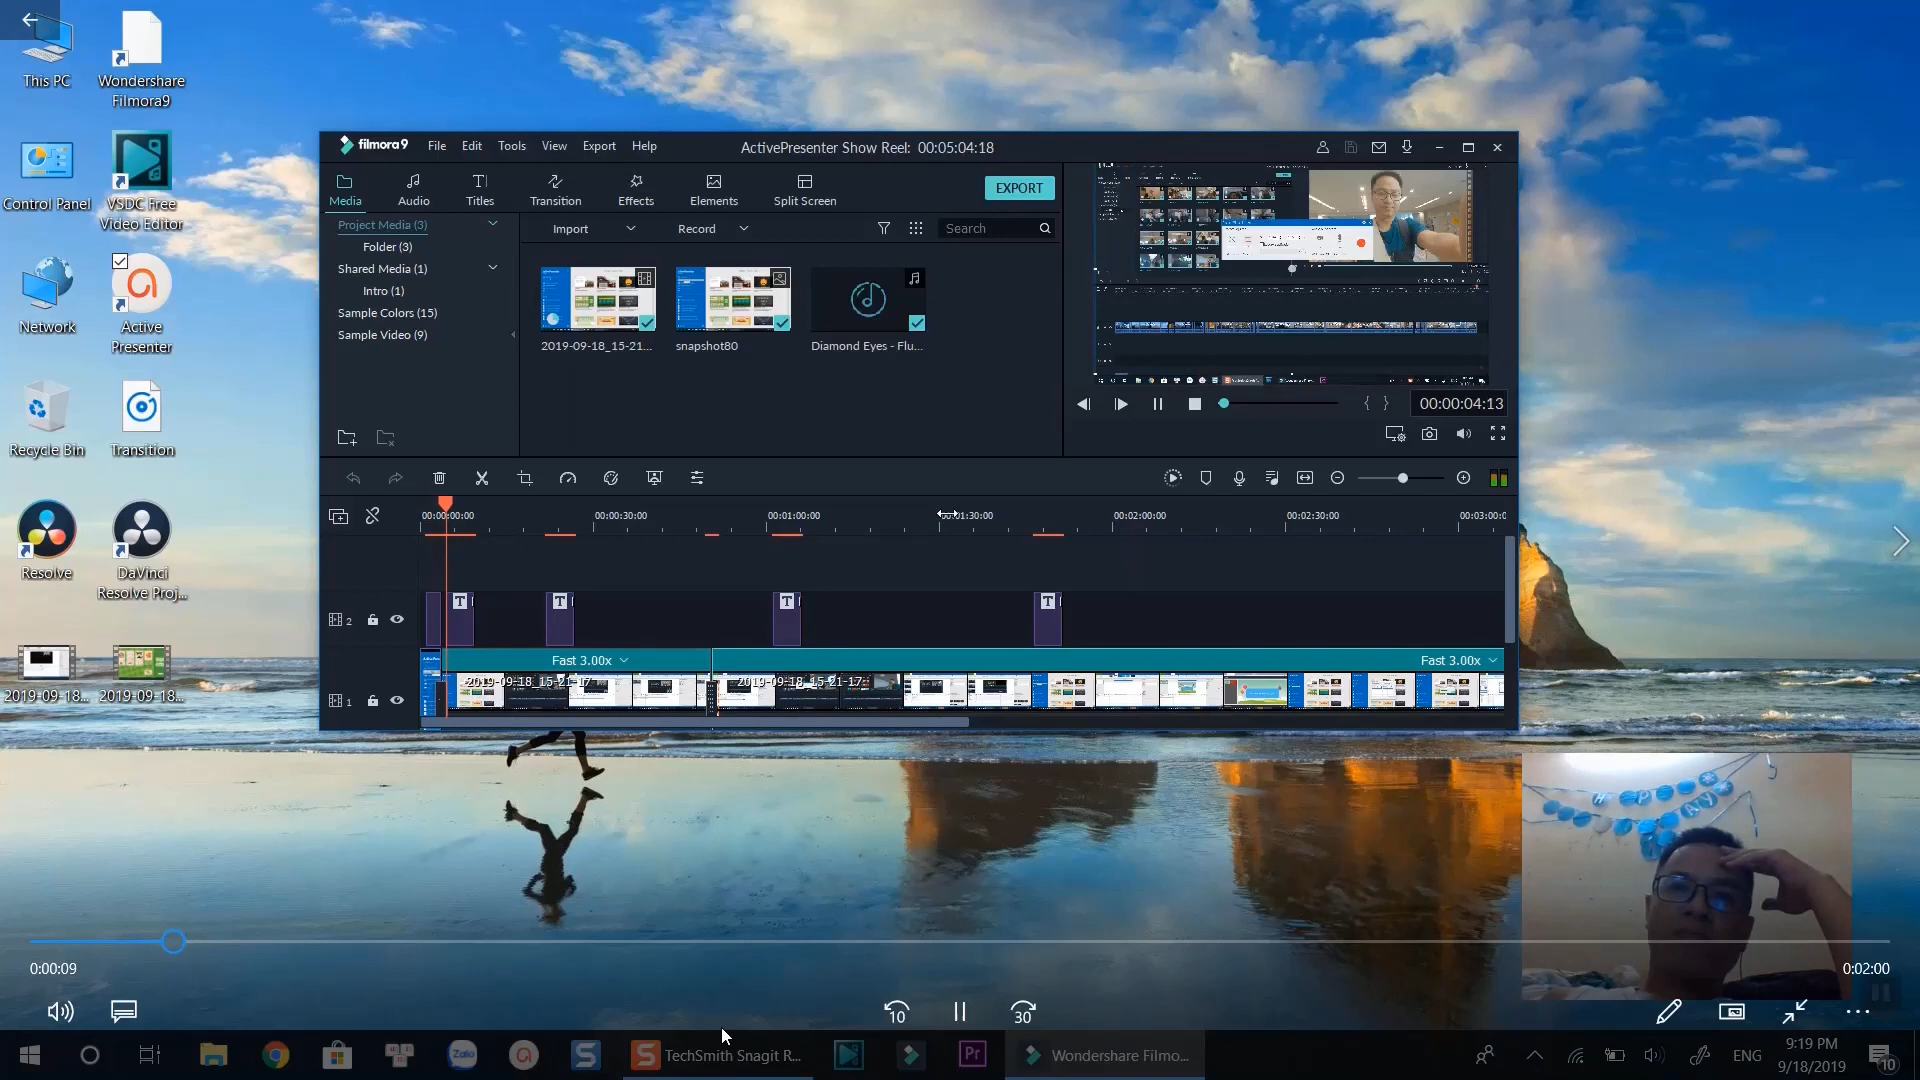 This PC
Wondershare
Filmora9
Control Panel
VSDC Free
Video Editor
Network
Active
Presenter
Recycle Bin
Transition
Resolve
DaVinci
Resolve Proj...
2019-09-18...
2019-09-18...
filmora9
File Edit Tools View Export Help
ActivePresenter Show Reel: 00:05:04:18
Media Audio Titles Transition Effects Elements Split Screen
EXPORT
Project Media (3)
Folder (3)
Shared Media (1)
Intro (1)
Sample Colors (15)
Sample Video (9)
Import Record Search
2019-09-18_15-21...
snapshot80
Diamond Eyes - Flu...
00:00:04:13
00:00:00:00 00:00:30:00 00:01:00:00 00:01:30:00 00:02:00:00 00:02:30:00 00:03:00:0
2
T T T T
Fast 3.00x Fast 3.00x
2019-09-18_15-21-17 2019-09-18_15-21-17
1
0:00:09
0:02:00
10
30
Zalo
TechSmith Snagit R...
Pr
Wondershare Filmo...
ENG
9:19 PM
9/18/2019
10